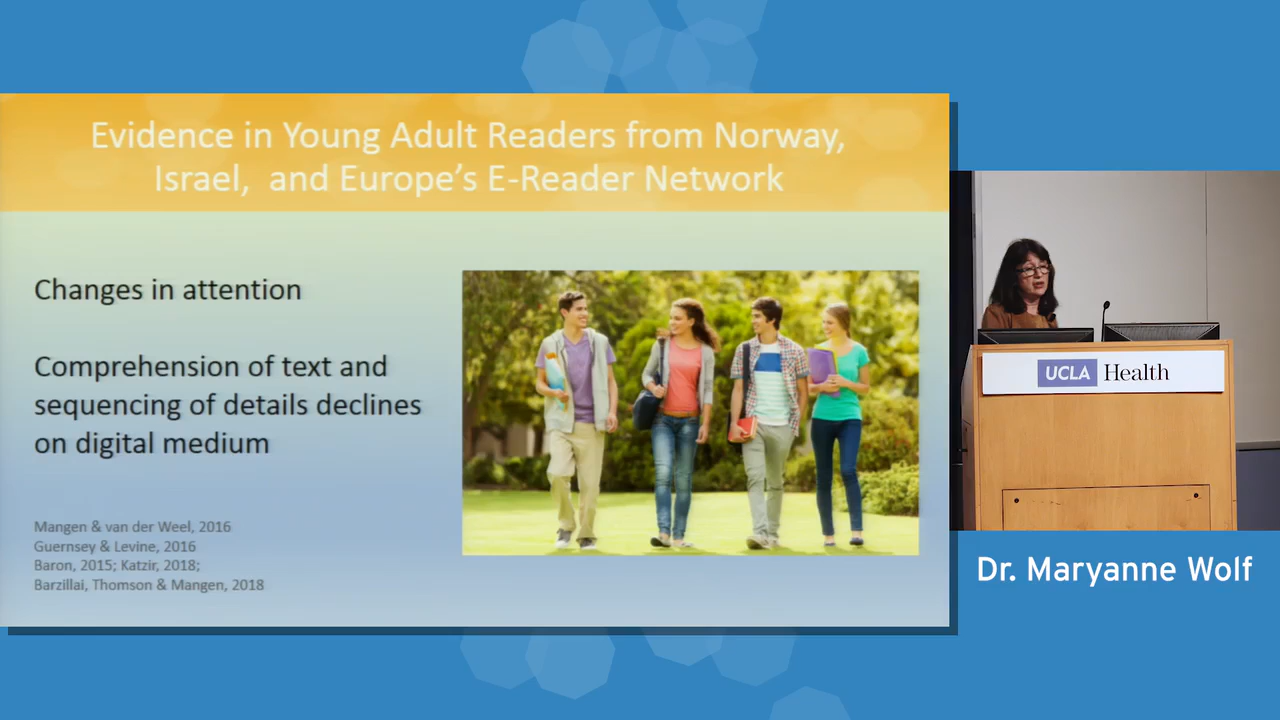 Evidence in Young Adult Readers from Norway,
Israel, and Europe's E-Reader Network
Changes in attention
Comprehension of text and
sequencing of details declines
on digital medium
Mangen & van der Weel, 2016
Guernsey & Levine, 2016
Baron, 2015; Katzir, 2018;
Barzillai, Thomson & Mangen, 2018
UCLA Health
Dr. Maryanne Wolf